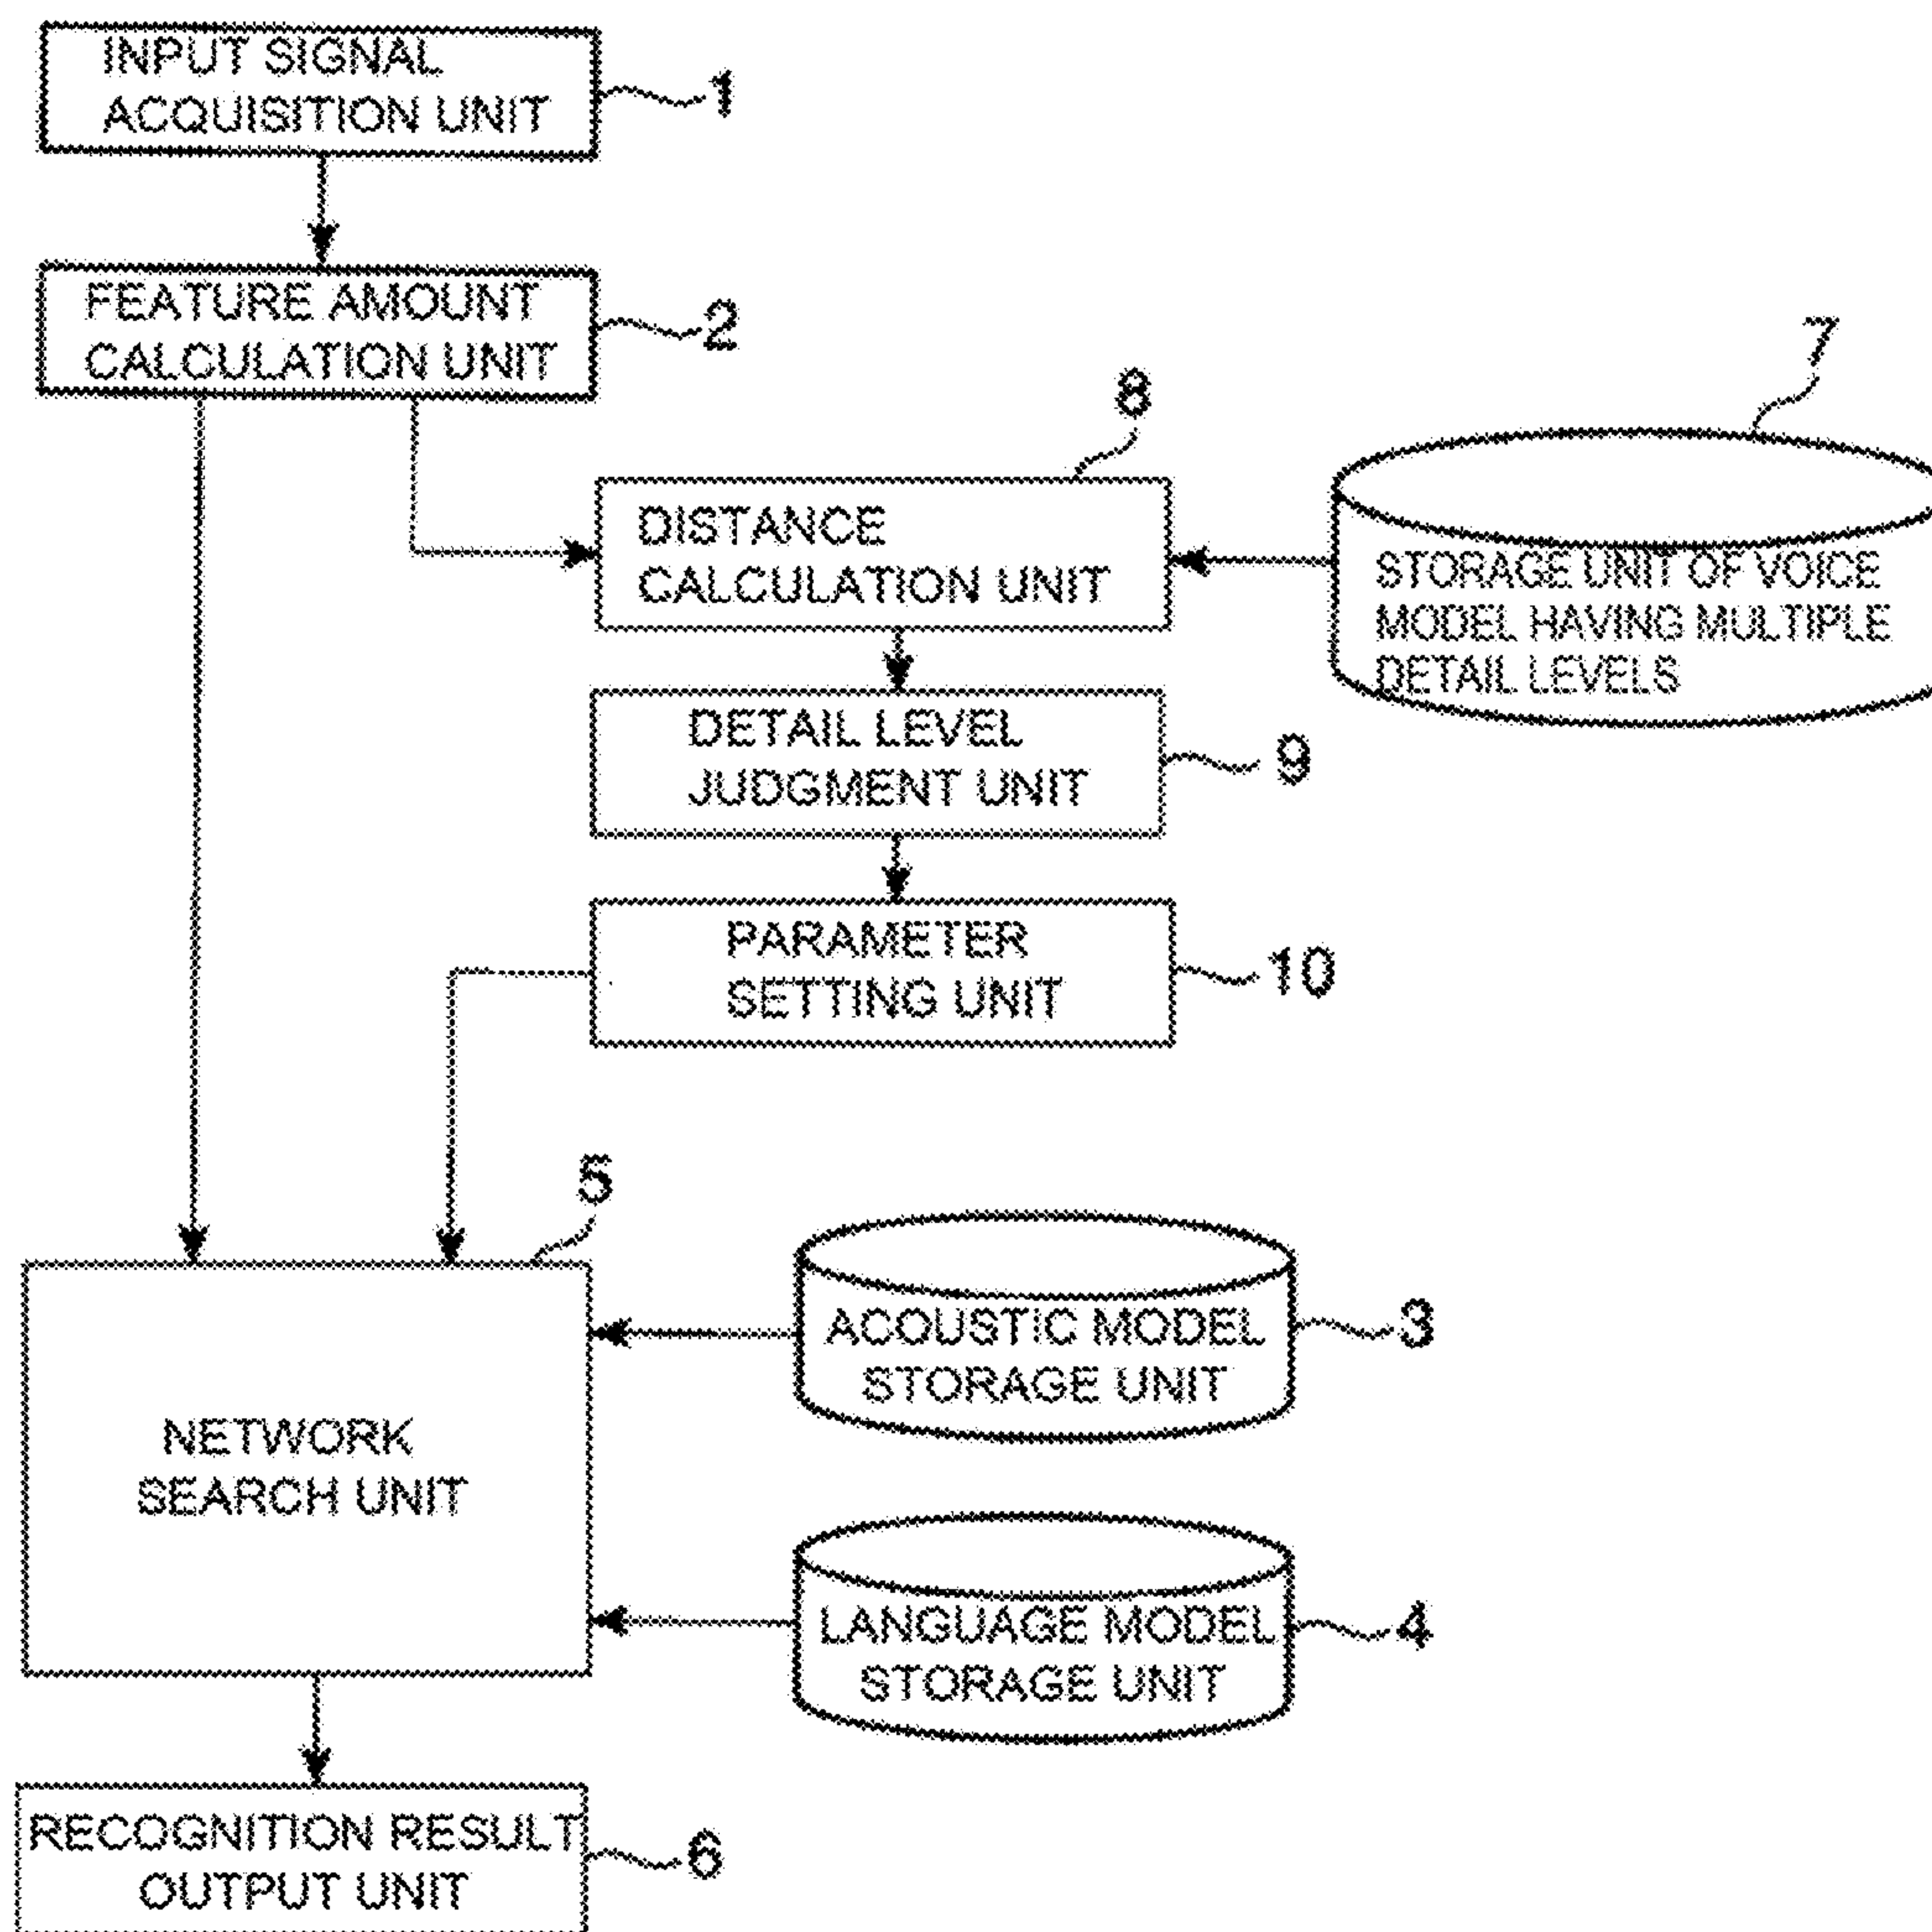 INPUT SIGNAL
ACQUISITION UNIT
1
FEATURE AMOUNT
CALCULATION UNIT
2
7
8
DISTANCE
CALCULATION UNIT
STORAGE UNIT OF VOICE
MODEL HAVING MULTIPLE
DETAIL LEVELS
DETAIL LEVEL
JUDGMENT UNIT
9
PARAMETER
SETTING UNIT
10
5
ACOUSTIC MODEL
STORAGE UNIT
3
NETWORK
SEARCH UNIT
LANGUAGE MODEL
STORAGE UNIT
4
RECOGNITION RESULT
OUTPUT UNIT
6